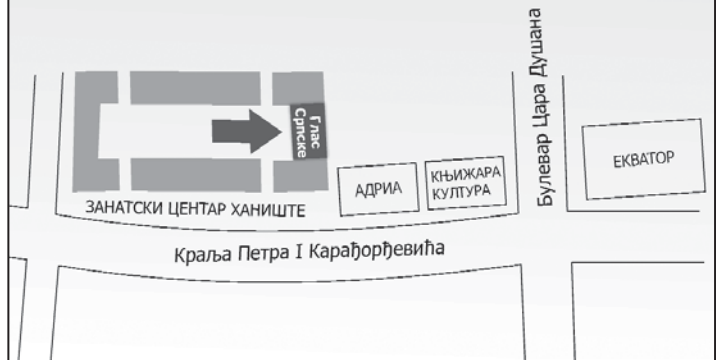 Булевар Цара Душана
Глас
Српске
ЕКВАТОР
АДРИА
КЊИЖАРА
КУЛТУРА
ЗАНАТСКИ ЦЕНТАР ХАНИШТЕ
Краља Петра I Карађорђевића